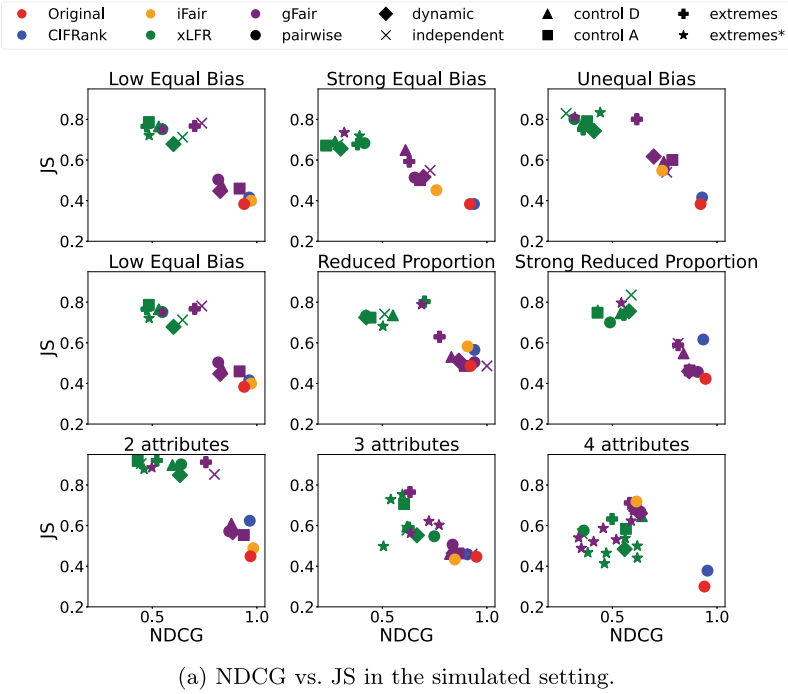 Original iFair gFair dynamic control D extremes
CIFRank xLFR pairwise independent control A extremes*
Low Equal Bias Strong Equal Bias Unequal Bias
0.8
0.6
JS
0.4
0.2
Low Equal Bias Reduced Proportion Strong Reduced Proportion
0.8
0.6
JS
0.4
0.2
2 attributes 3 attributes 4 attributes
0.8
0.6
JS
0.4
0.2
0.5 1.0 0.5 1.0 0.5 1.0
NDCG NDCG NDCG
(a) NDCG vs. JS in the simulated setting.